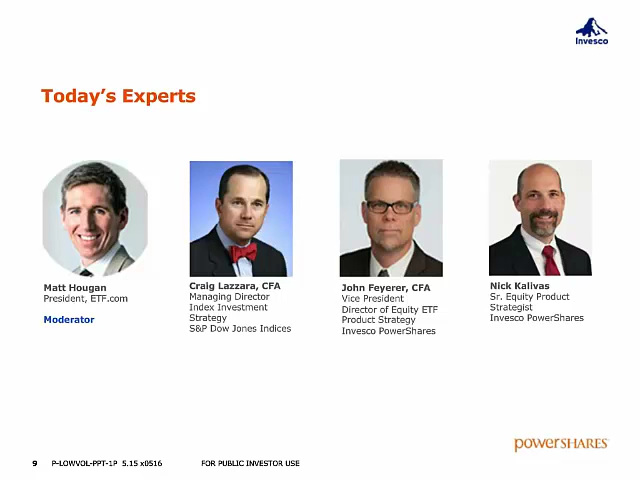 Invesco
Today's Experts
Matt Hougan
President, ETF.com
Moderator
Craig Lazzara, CFA
Managing Director
Index Investment
Strategy
S&P Dow Jones Indices
John Feyerer, CFA
Vice President
Director of Equity ETF
Product Strategy
Invesco PowerShares
Nick Kalivas
Sr. Equity Product
Strategist
Invesco PowerShares
powerSHARES
9 P-LOWVOL-PPT-1P 5.15 x0516 FOR PUBLIC INVESTOR USE